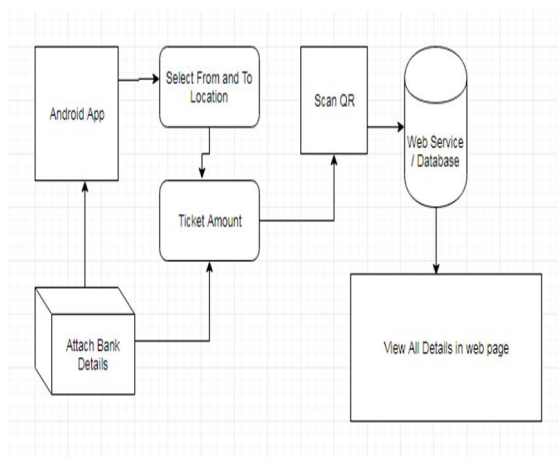 Android App
Select From and To
Location
Scan QR
Web Service
/ Database
Ticket Amount
Attach Bank
Details
View All Details in web page